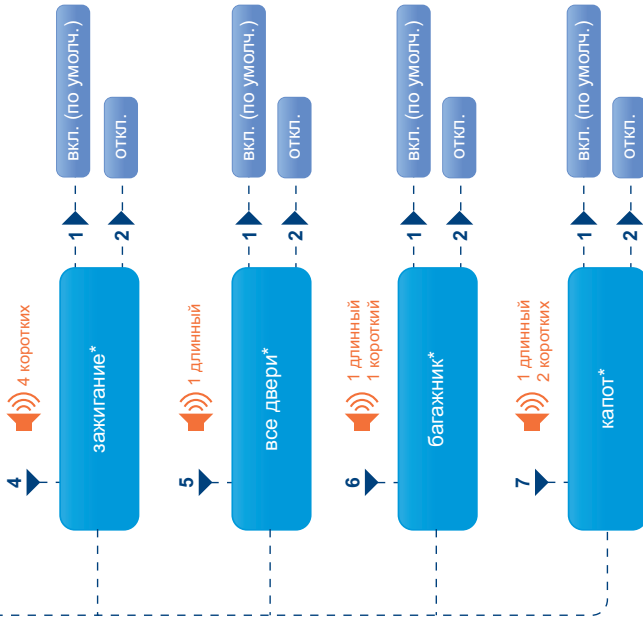 4
4 коротких
зажигание*
1
вкл. (по умолч.)
2
откл.
5
1 длинный
все двери*
1
вкл. (по умолч.)
2
откл.
6
1 длинный
1 короткий
багажник*
1
вкл. (по умолч.)
2
откл.
7
1 длинный
2 коротких
капот*
1
вкл. (по умолч.)
2
откл.